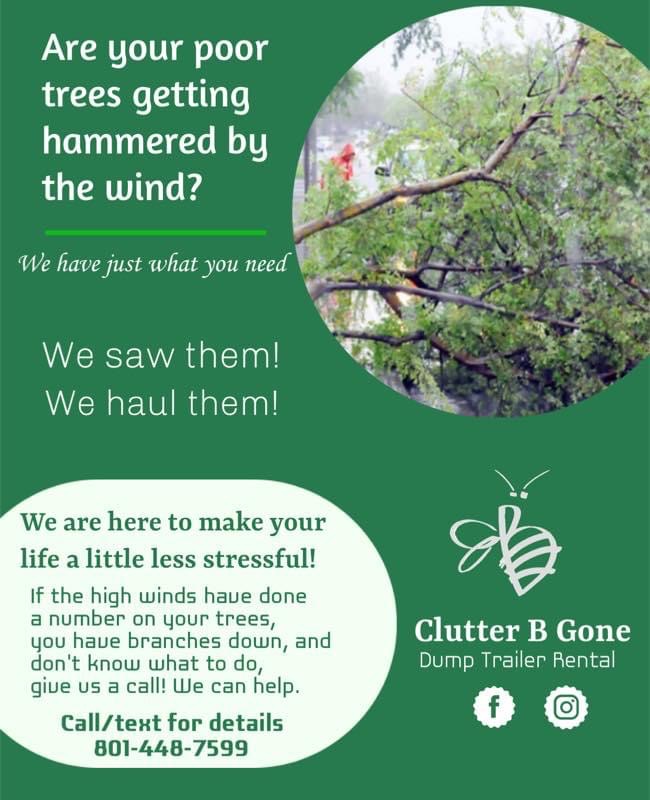 Are your poor
trees getting
hammered by
the wind?
We have just what you need
We saw them!
We haul them!
We are here to make your
life a little less stressful!
If the high winds have done
a number on your trees,
you have branches down, and
don't know what to do,
give us a call! We can help.
Call/text for details
801-448-7599
Clutter B Gone
Dump Trailer Rental